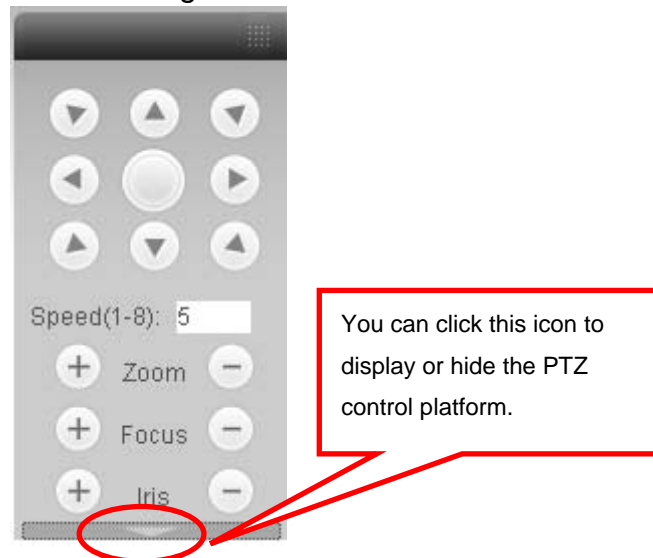 Speed(1-8): 5
Zoom
Focus
Iris
You can click this icon to
display or hide the PTZ
control platform.